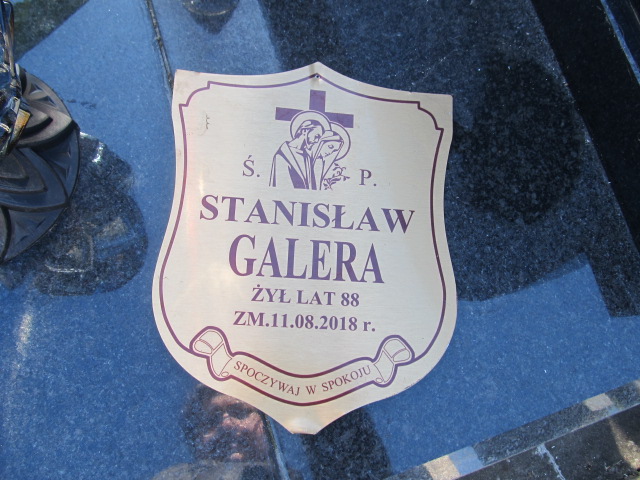 Ś. P.
STANISŁAW
GALERA
ŻYŁ LAT 88
ZM.11.08.2018 r.
SPOCZYWAJ W SPOKOJU